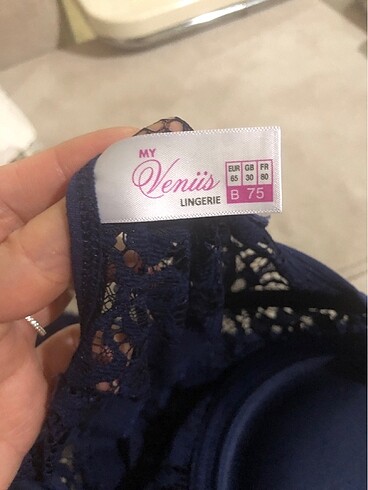 MY
Venüs
LINGERIE
EUR GB FR
65 30 80
B 75